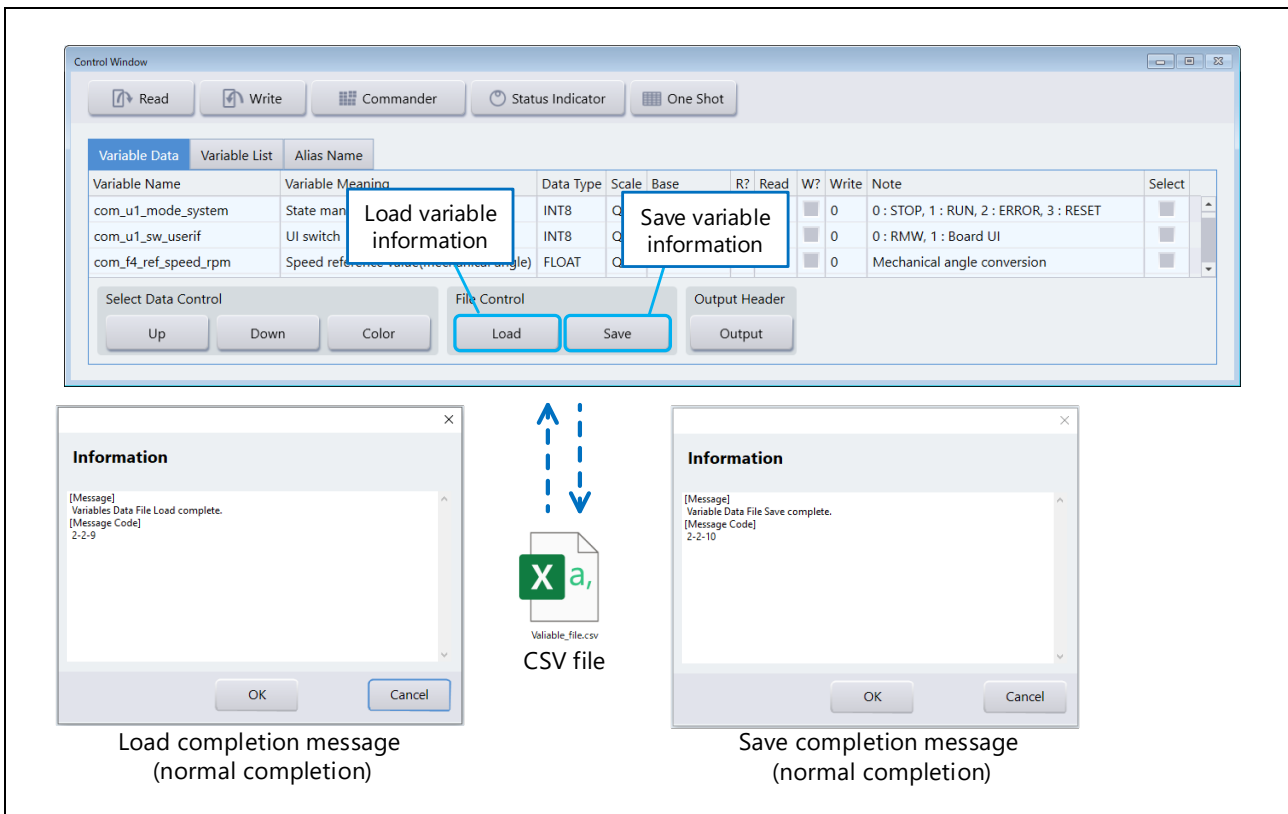 Control Window
Read Write Commander Status Indicator One Shot
Variable Data Variable List Alias Name
Variable Name Variable Meaning Data Type Scale Base R? Read W? Write Note Select
com_u1_mode_system State man INT8 Q 0 0 : STOP, 1 : RUN, 2 : ERROR, 3 : RESET
com_u1_sw_userif UI switch INT8 Q 0 0 : RMW, 1 : Board UI
com_f4_ref_speed_rpm Speed reference value(mechanical angle) FLOAT Q 0 Mechanical angle conversion
Load variable
information
Save variable
information
Select Data Control File Control Output Header
Up Down Color Load Save Output
Information
[Message]
Variables Data File Load complete.
[Message Code]
2-2-9
OK Cancel
Load completion message
(normal completion)
X a,
Valiable_file.csv
CSV file
Information
[Message]
Variable Data File Save complete.
[Message Code]
2-2-10
OK Cancel
Save completion message
(normal completion)